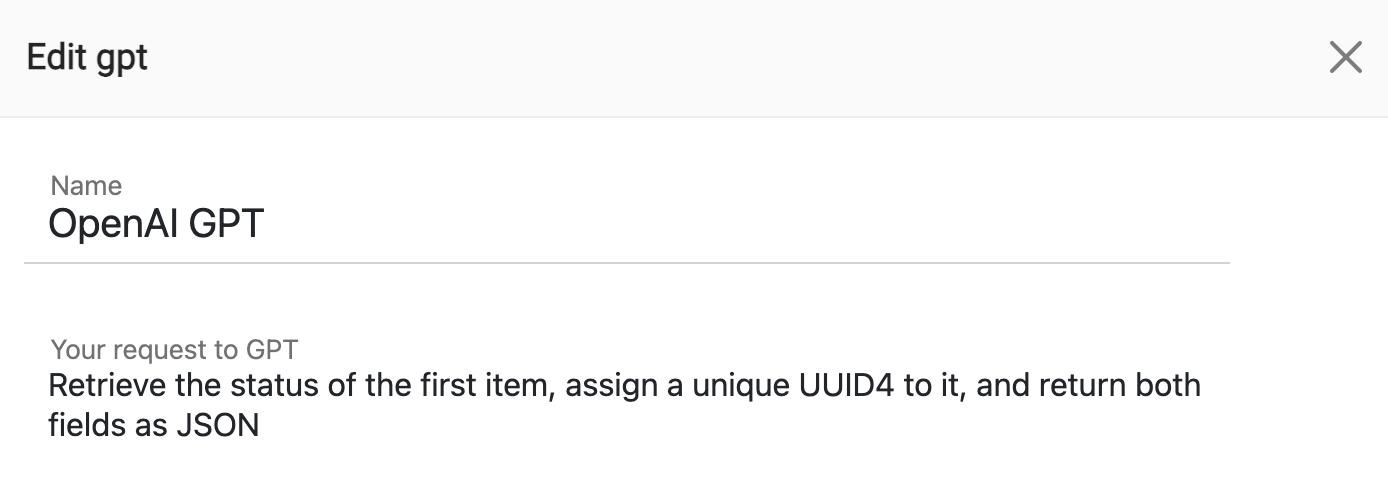 Edit gpt
Name
OpenAI GPT
Your request to GPT
Retrieve the status of the first item, assign a unique UUID4 to it, and return both
fields as JSON